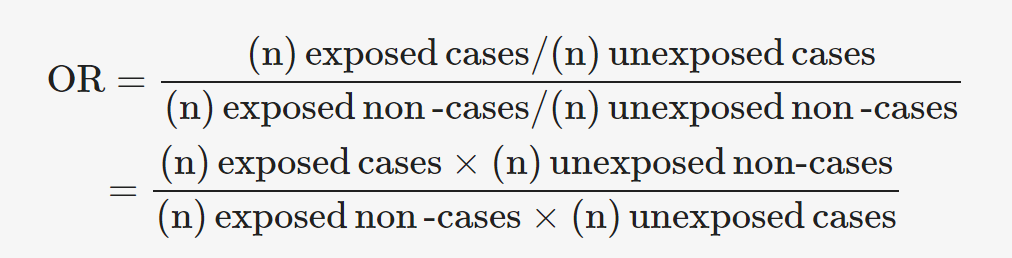 OR = (n) exposed cases/(n) unexposed cases
(n) exposed non-cases/(n) unexposed non-cases
= (n) exposed cases × (n) unexposed non-cases
(n) exposed non-cases × (n) unexposed cases